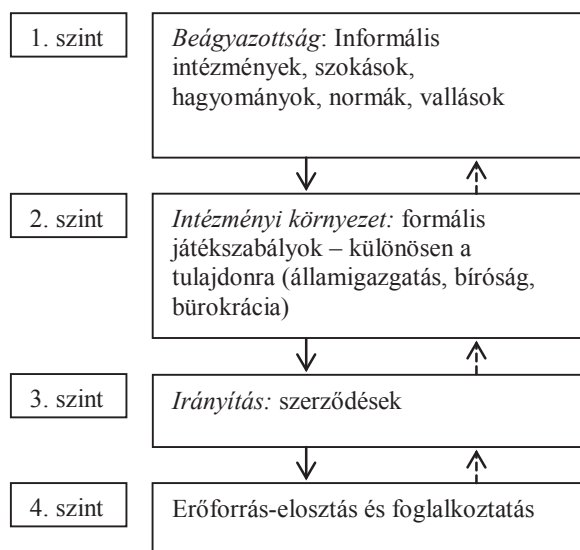 1. szint
Beágyazottság: Informális
intézmények, szokások,
hagyományok, normák, vallások
2. szint
Intézményi környezet: formális
játékszabályok – különösen a
tulajdonra (államigazgatás, bíróság,
bürokrácia)
3. szint
Irányítás: szerződések
4. szint
Erőforrás-elosztás és foglalkoztatás